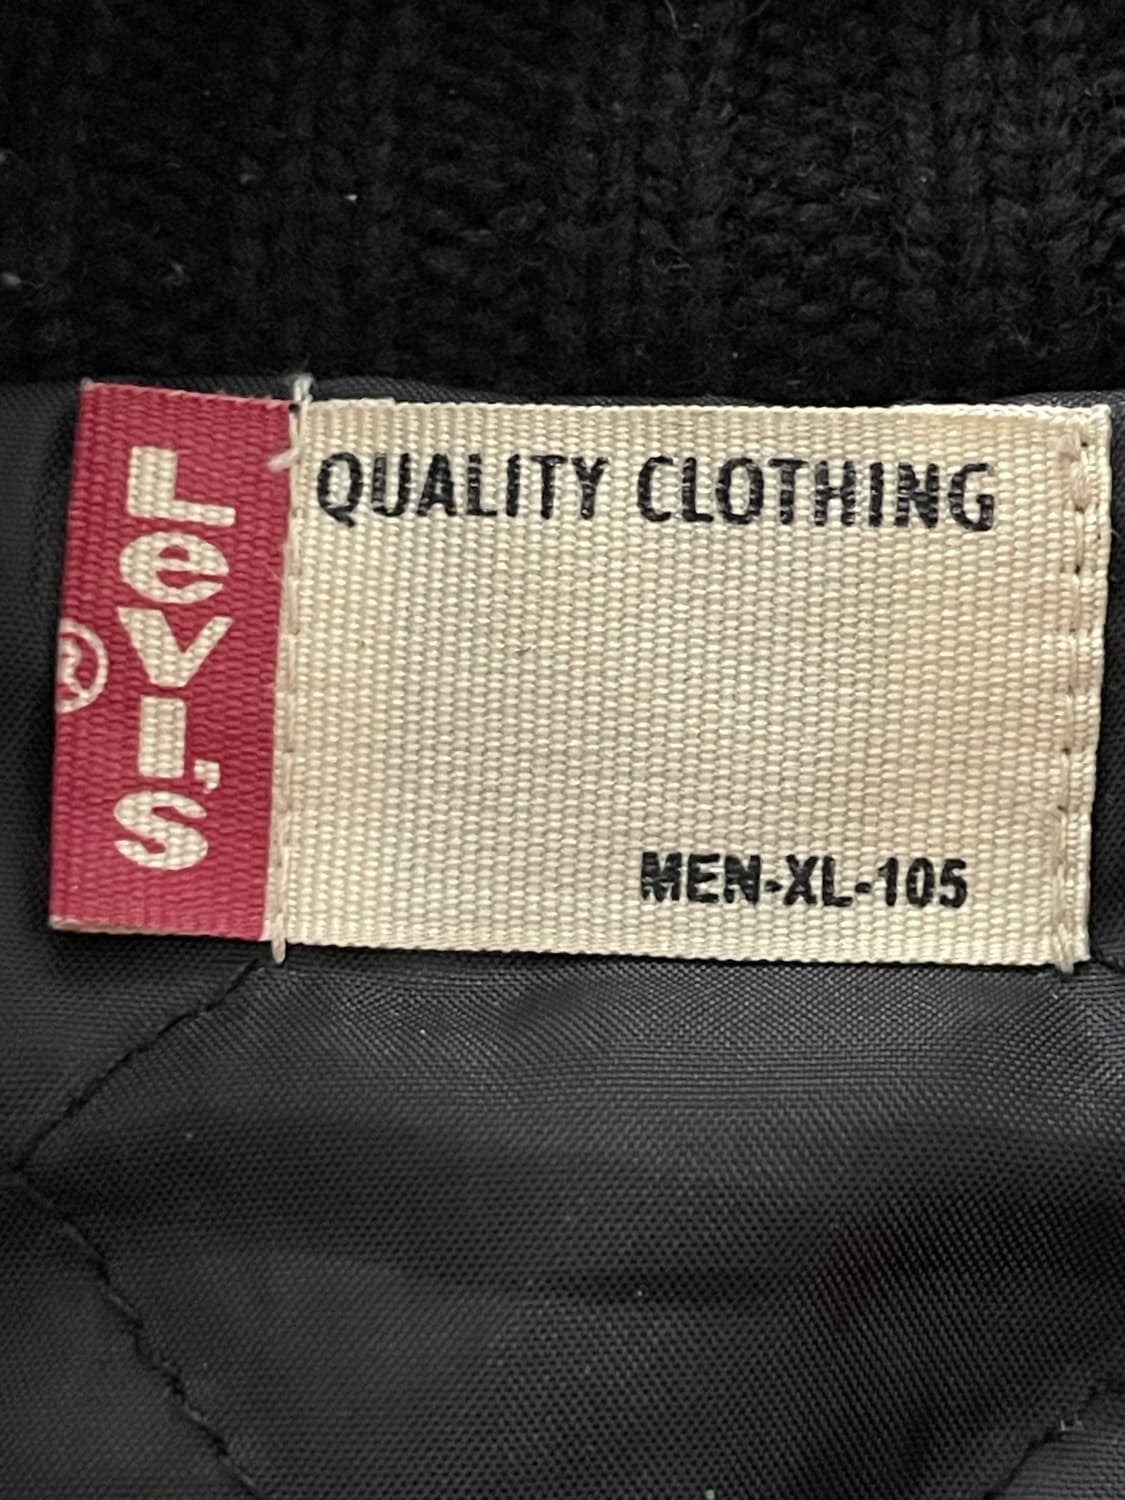 Levi's
®
QUALITY CLOTHING
MEN-XL-105